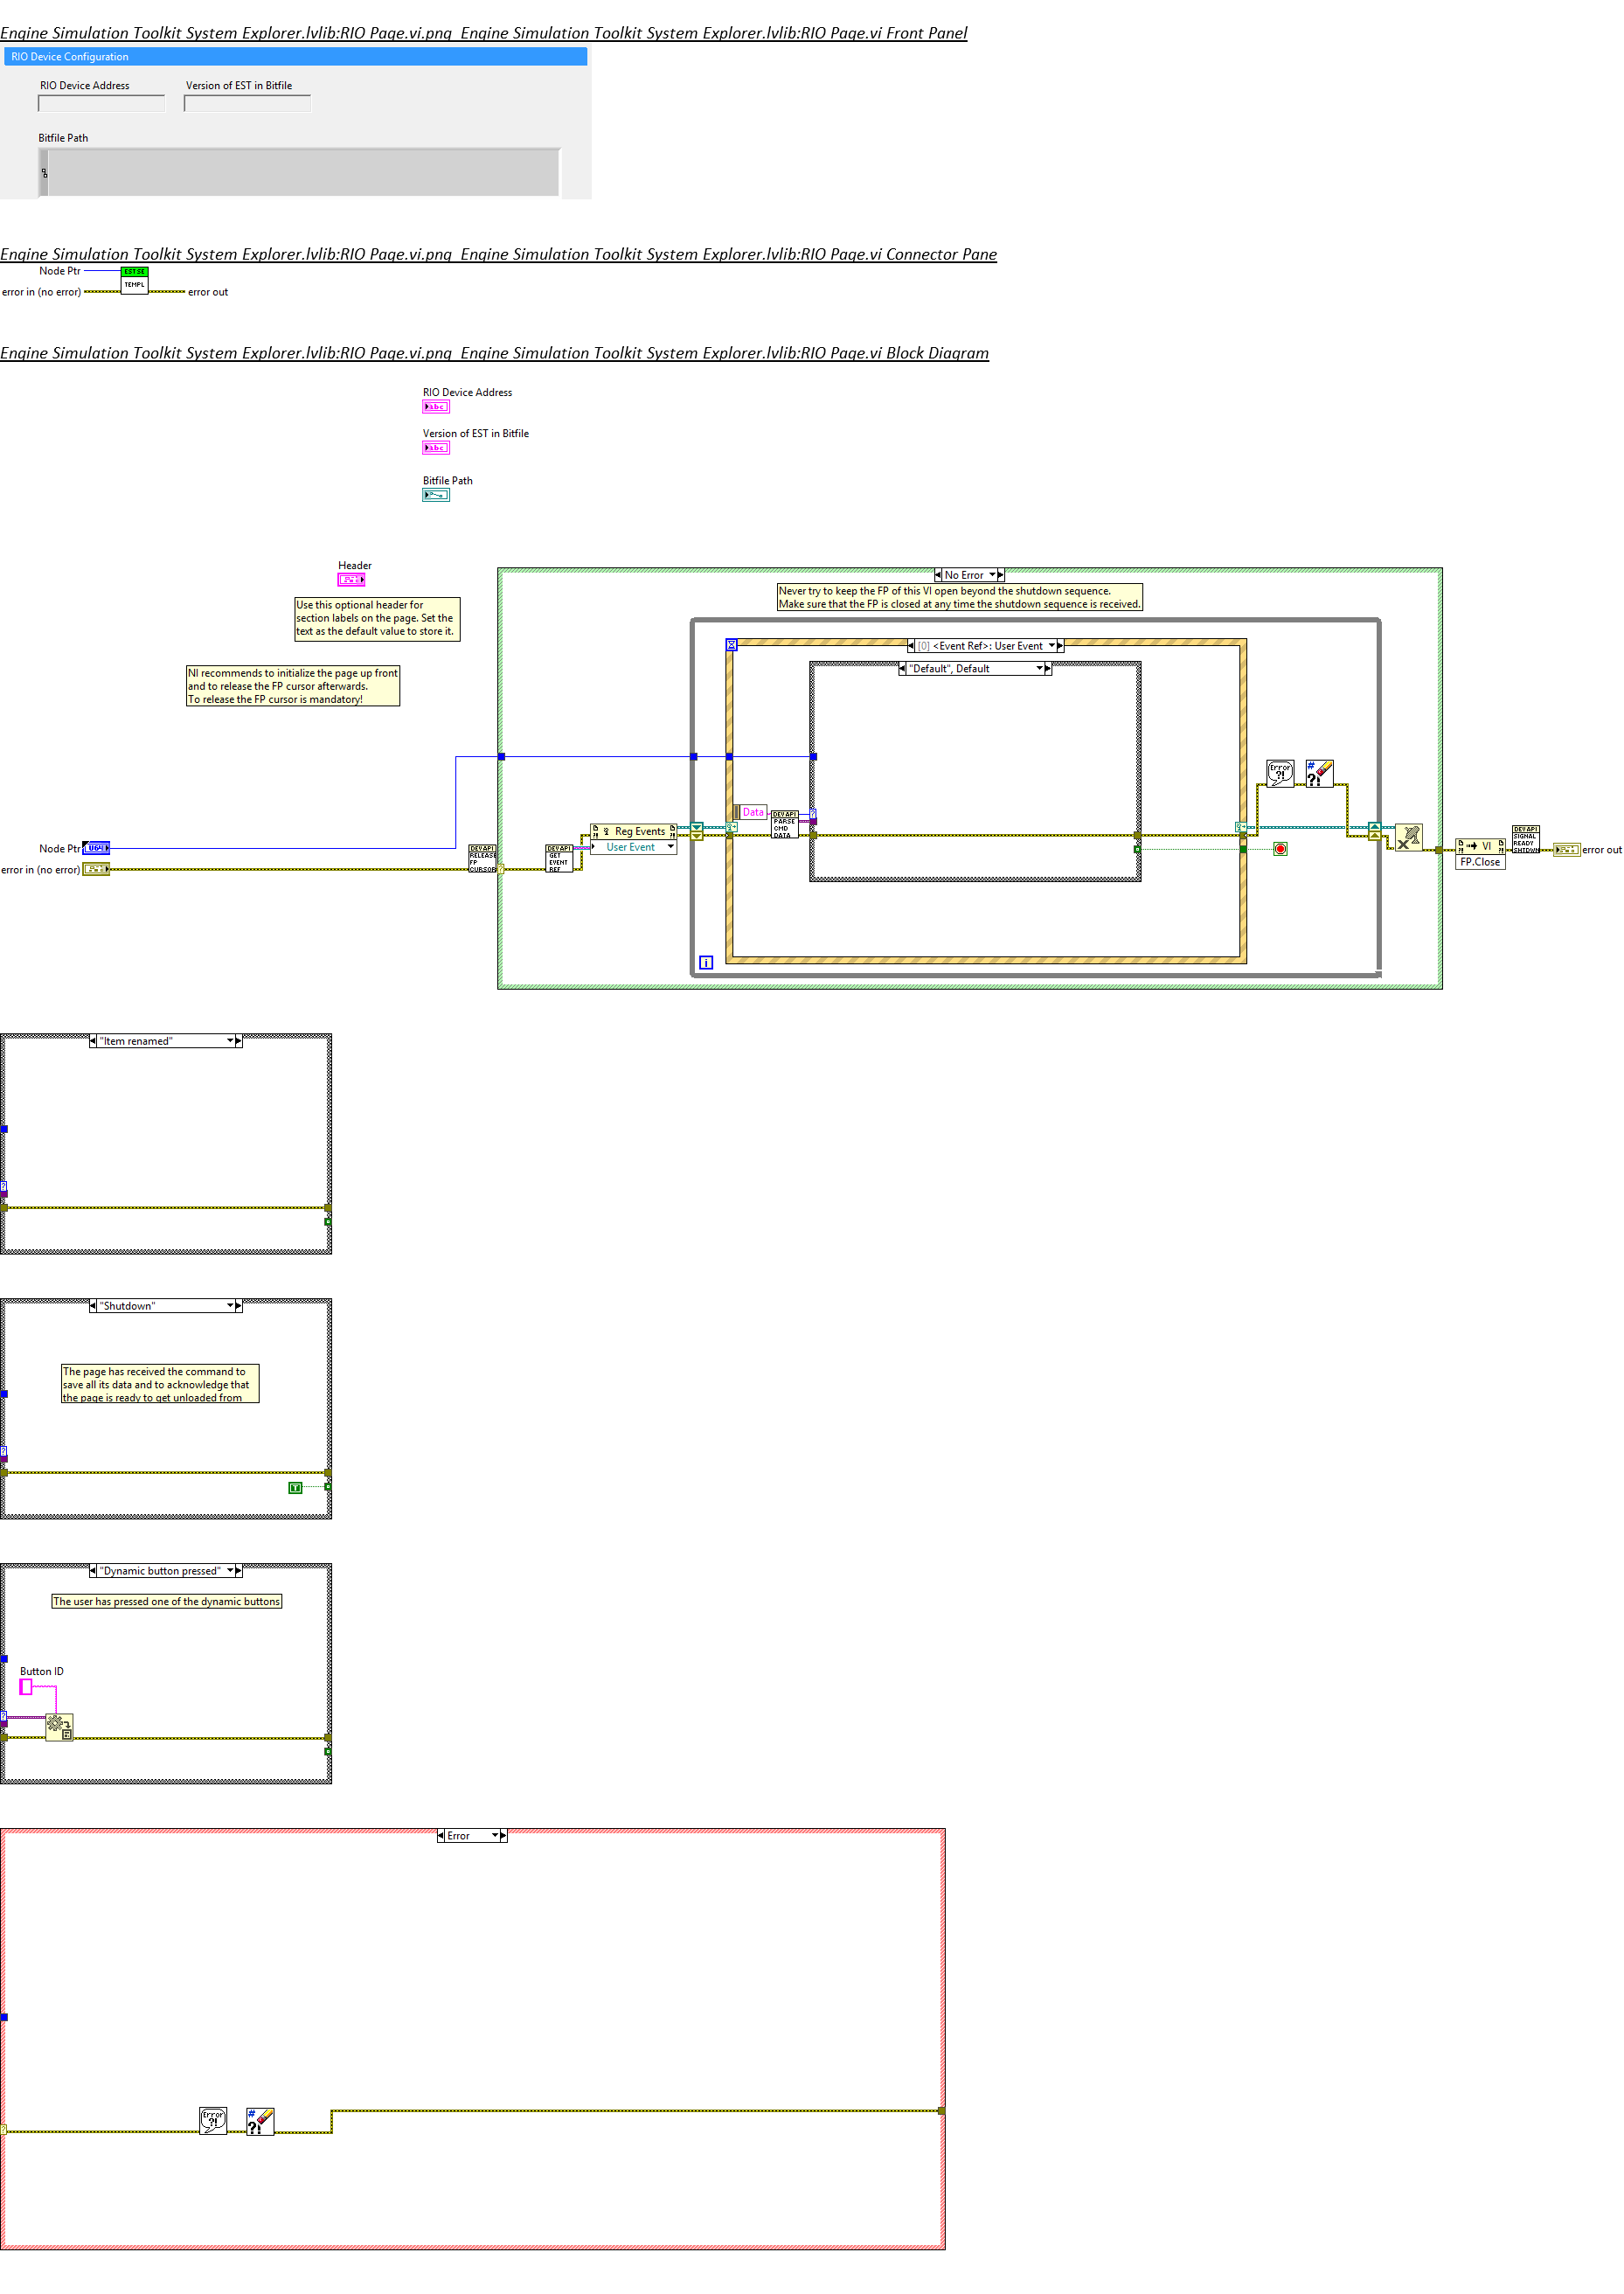 Engine Simulation Toolkit System Explorer.lvlib:RIO Page.vi.png Engine Simulation Toolkit System Explorer.lvlib:RIO Page.vi Front Panel
RIO Device Configuration
RIO Device Address
Version of EST in Bitfile
Bitfile Path
Engine Simulation Toolkit System Explorer.lvlib:RIO Page.vi.png Engine Simulation Toolkit System Explorer.lvlib:RIO Page.vi Connector Pane
Node Ptr
EST SE
TEMPL
error in (no error)
error out
Engine Simulation Toolkit System Explorer.lvlib:RIO Page.vi.png Engine Simulation Toolkit System Explorer.lvlib:RIO Page.vi Block Diagram
RIO Device Address
abc
Version of EST in Bitfile
abc
Bitfile Path
Header
Use this optional header for
section labels on the page. Set the
text as the default value to store it.
NI recommends to initialize the page up front
and to release the FP cursor afterwards.
To release the FP cursor is mandatory!
No Error
Never try to keep the FP of this VI open beyond the shutdown sequence.
Make sure that the FP is closed at any time the shutdown sequence is received.
[0] <Event Ref>: User Event
"Default", Default
Node Ptr
U64
error in (no error)
DEV API
RELEASE
FP
CURSOR
?
DEV API
GET
EVENT
REF
Reg Events
User Event
Data
DEV API
PARSE
CMD
DATA
?
Error
?!
#
?!
i
VI
FP.Close
DEV API
SIGNAL
READY
SHTDWN
error out
"Item renamed"
?
"Shutdown"
The page has received the command to
save all its data and to acknowledge that
the page is ready to get unloaded from
?
T
"Dynamic button pressed"
The user has pressed one of the dynamic buttons
Button ID
?
Error
?
Error
?!
#
?!